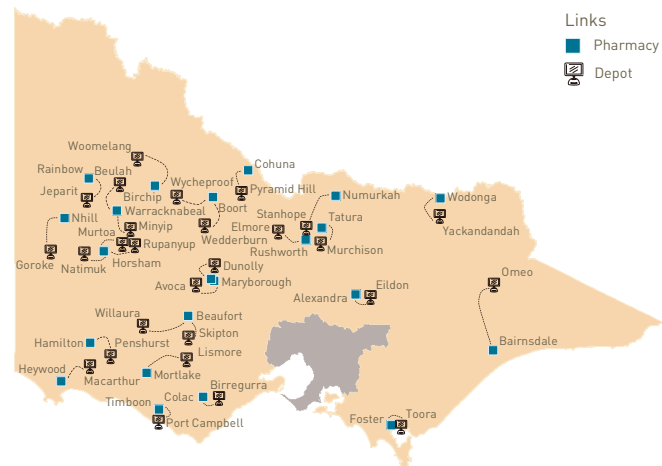 Links
Pharmacy
Depot
Woomelang
Cohuna
Rainbow
Beulah
Wycheproof
Jeparit
Birchip
Pyramid Hill
Numurkah
Wodonga
Nhill
Warracknabeal
Boort
Stanhope
Tatura
Minyip
Elmore
Yackandandah
Murtoa
Rupanyup
Wedderburn
Rushworth
Murchison
Goroke
Natimuk
Horsham
Dunolly
Omeo
Avoca
Maryborough
Eildon
Alexandra
Willaura
Beaufort
Skipton
Bairnsdale
Hamilton
Penshurst
Lismore
Heywood
Macarthur
Mortlake
Birregurra
Timboon
Colac
Toora
Foster
Port Campbell